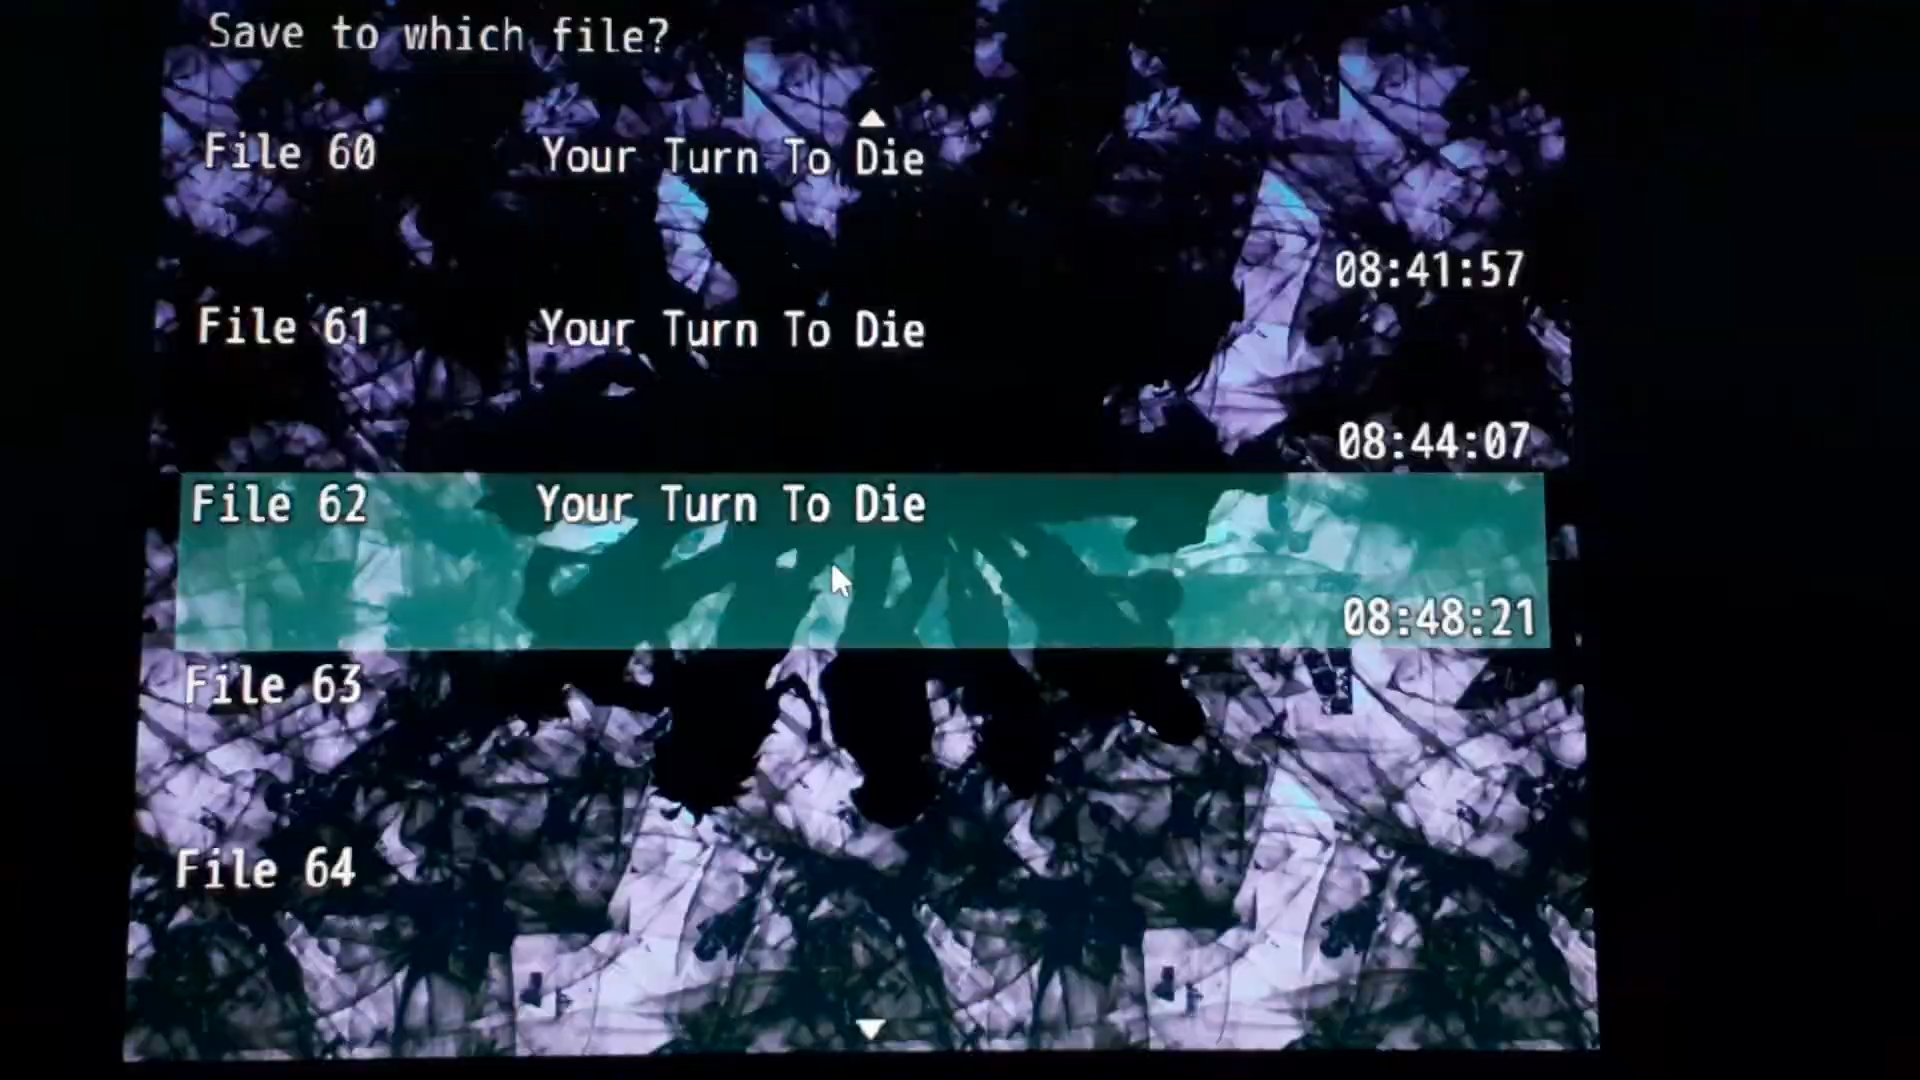 Save to which file?
File 60 Your Turn To Die
08:41:57
File 61 Your Turn To Die
08:44:07
File 62 Your Turn To Die
08:48:21
File 63
File 64